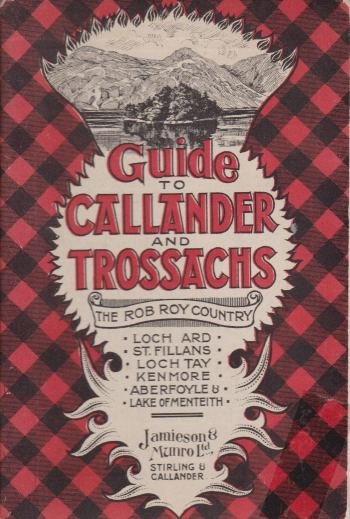 Guide
TO
CALLANDER
AND
TROSSACHS
THE ROB ROY COUNTRY
· LOCH ARD ·
· ST. FILLANS ·
· LOCH TAY ·
· KENMORE ·
· ABERFOYLE &
· LAKE OF MENTEITH ·
Jamieson &
Munro Ltd.,
STIRLING &
CALLANDER